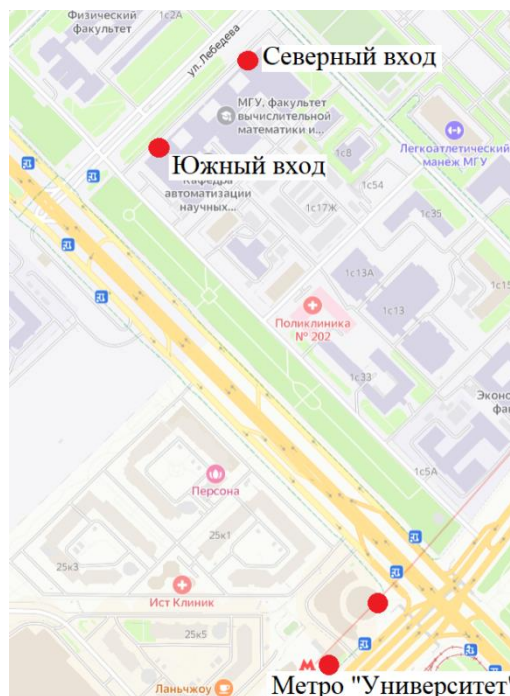 Физический
факультет
1с2А
ул. Лебедева
Северный вход
МГУ, факультет
вычислительной
математики и...
Легкоатлетический
манеж МГУ
1с8
Южный вход
Кафедра
автоматизации
научных...
1с54
1с17Ж
1с35
1с13А
1с15
1с13
Поликлиника
№ 202
1с33
Эконо
фа
1с5А
Персона
25к1
25к3
Ист Клиник
25к5
Ланьчжоу
Метро "Университет"